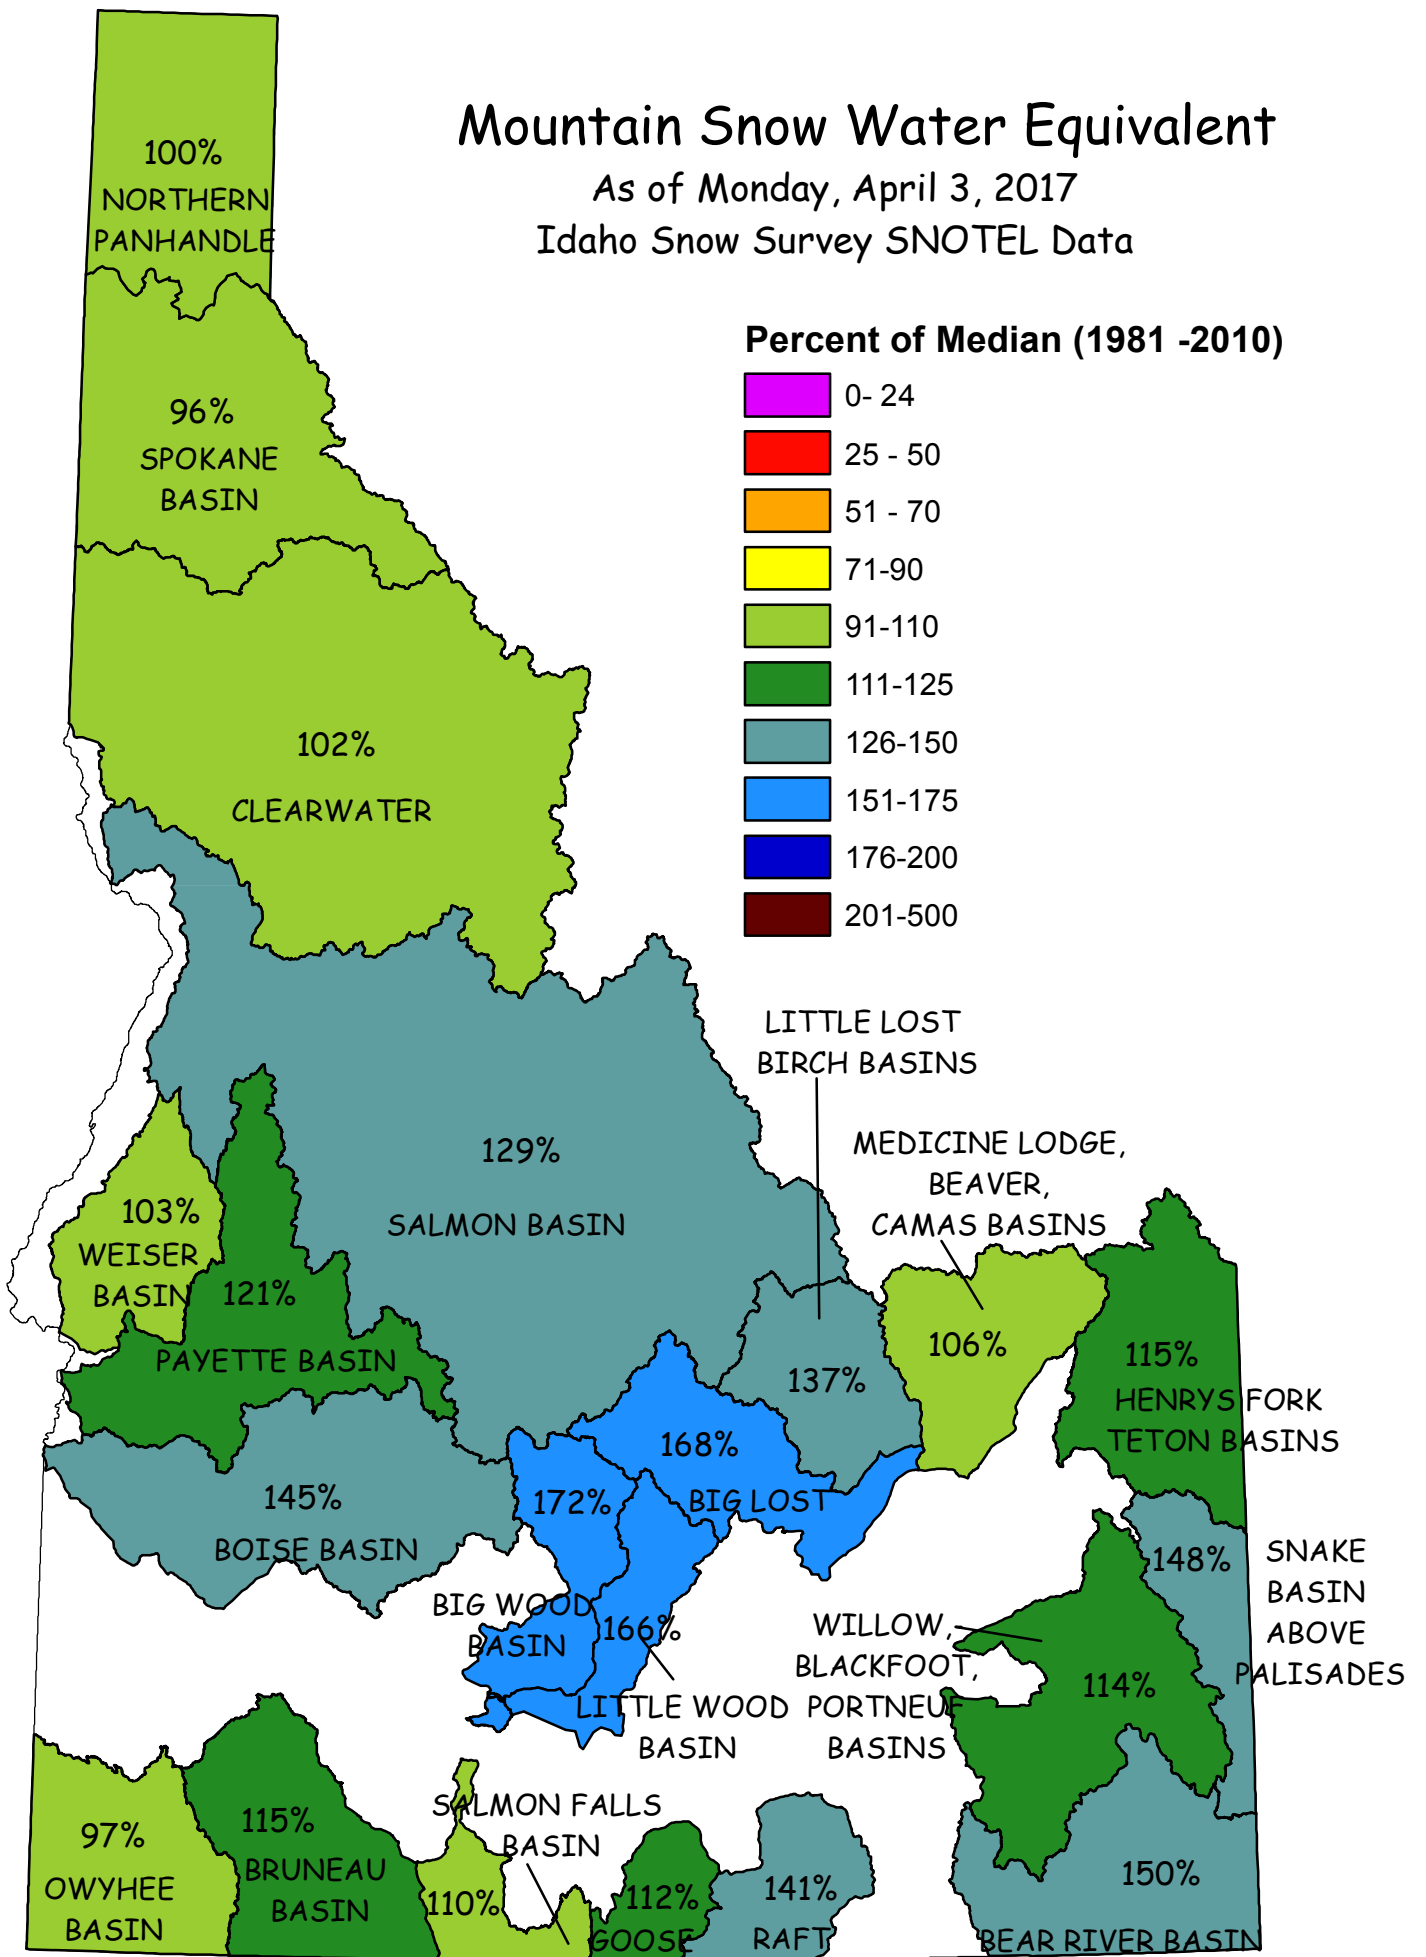 Mountain Snow Water Equivalent
As of Monday, April 3, 2017
Idaho Snow Survey SNOTEL Data
Percent of Median (1981 -2010)
0- 24
25 - 50
51 - 70
71-90
91-110
111-125
126-150
151-175
176-200
201-500
100%
NORTHERN
PANHANDLE
96%
SPOKANE
BASIN
102%
CLEARWATER
129%
SALMON BASIN
LITTLE LOST
BIRCH BASINS
137%
MEDICINE LODGE,
BEAVER,
CAMAS BASINS
106%
103%
WEISER
BASIN
121%
PAYETTE BASIN
115%
HENRYS FORK
TETON BASINS
145%
BOISE BASIN
172%
BIG WOOD
BASIN
168%
BIG LOST
166%
LITTLE WOOD
BASIN
148%
SNAKE
BASIN
ABOVE
PALISADES
WILLOW,
BLACKFOOT,
PORTNEUF
BASINS
114%
97%
OWYHEE
BASIN
115%
BRUNEAU
BASIN
SALMON FALLS
BASIN
110%
112%
GOOSE
141%
RAFT
150%
BEAR RIVER BASIN